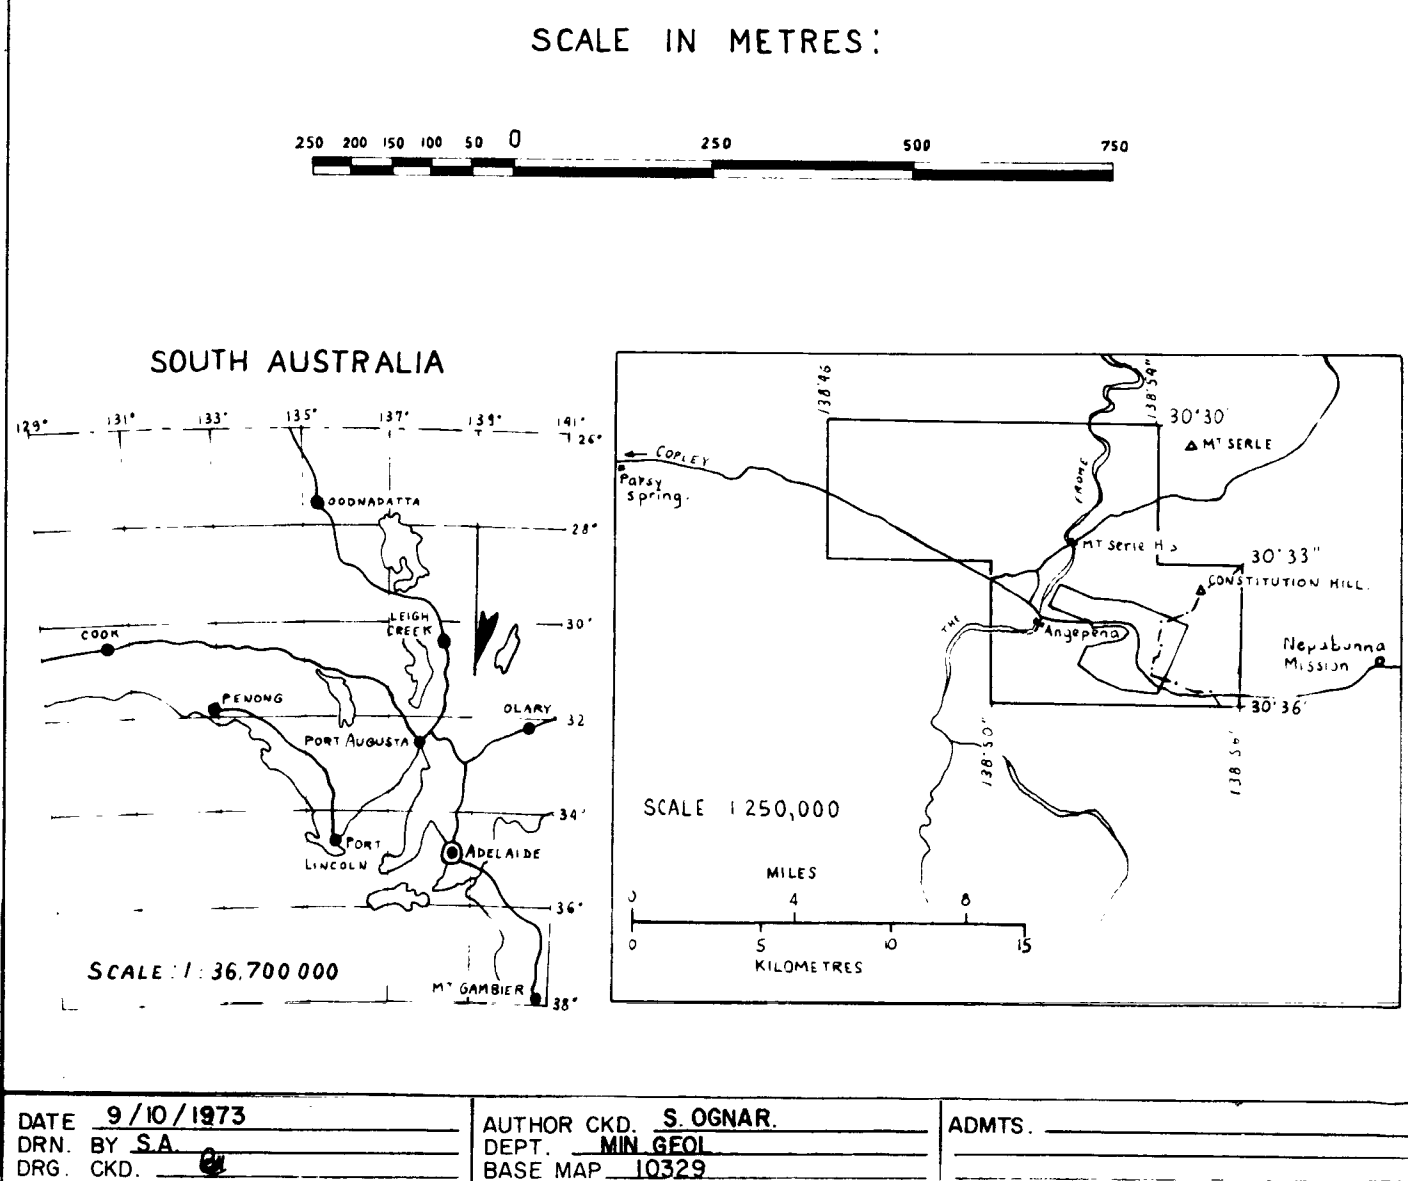 SCALE IN METRES:
250 200 150 100 50 0 250 500 750
SOUTH AUSTRALIA
129° 131° 133° 135° 137° 139° 141°
26°
OODNADATTA
28°
LEIGH
CREEK
30°
COOK
PENONG
OLARY
32
PORT AUGUSTA
34°
PORT
LINCOLN
ADELAIDE
36°
SCALE: 1: 36,700 000
MT GAMBIER
38°
138°46
138°54"
30°30'
MT SERLE
COPLEY
Patsy
Spring.
FROME
MT Serle H.S
30°33"
CONSTITUTION HILL.
THE
Angepena
Nepabunna
Mission
30°36'
138°50"
138°56'
SCALE 1 250,000
MILES
0 4 8
0 5 10 15
KILOMETRES
DATE 9/10/1973
DRN. BY S.A.
DRG. CKD.
AUTHOR CKD. S. OGNAR.
DEPT. MIN GEOL
BASE MAP 10329
ADMTS.